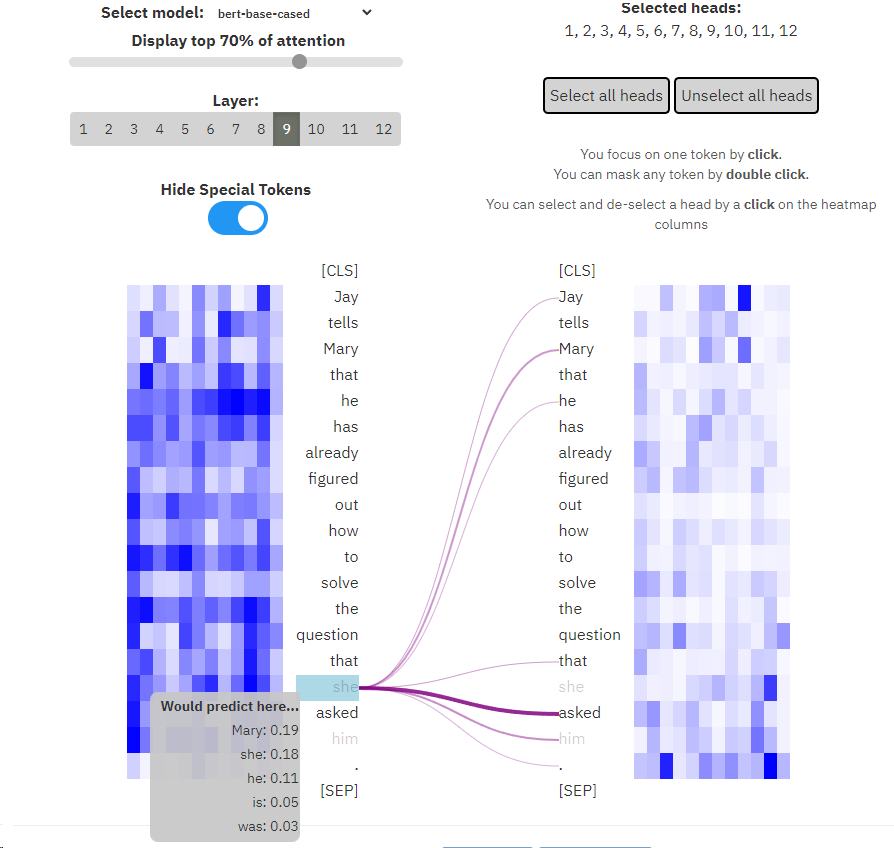 Select model: bert-base-cased
Display top 70% of attention
Layer:
1 2 3 4 5 6 7 8 9 10 11 12
Hide Special Tokens
Selected heads:
1, 2, 3, 4, 5, 6, 7, 8, 9, 10, 11, 12
Select all heads Unselect all heads
You focus on one token by click.
You can mask any token by double click.
You can select and de-select a head by a click on the heatmap
columns
[CLS] [CLS]
Jay Jay
tells tells
Mary Mary
that that
he he
has has
already already
figured figured
out out
how how
to to
solve solve
the the
question question
that that
she she
asked asked
him him
. .
[SEP] [SEP]
Would predict here...
Mary: 0.19
she: 0.18
he: 0.11
is: 0.05
was: 0.03